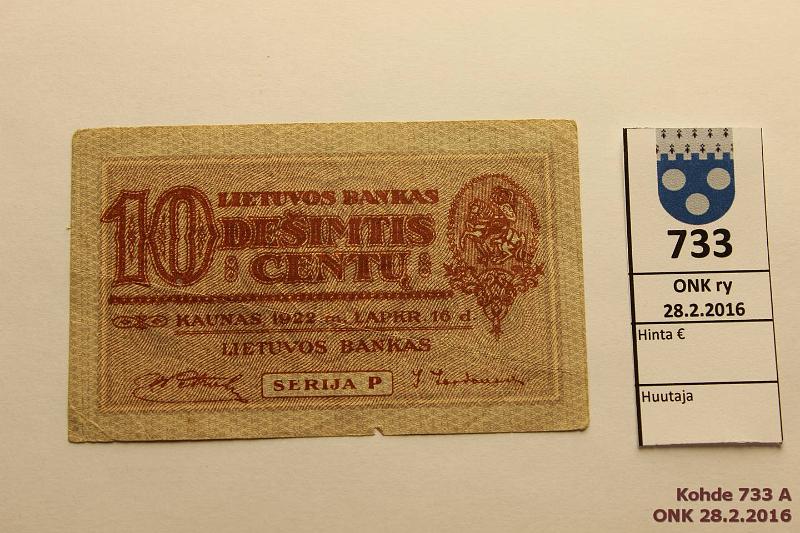 LIETUVOS BANKAS
10 DEŠIMTIS
CENTŲ
KAUNAS, 1922 m. LAPKR. 16 d.
LIETUVOS BANKAS
SERIJA P
733
ONK ry
28.2.2016
Hinta €
Huutaja
Kohde 733 A
ONK 28.2.2016